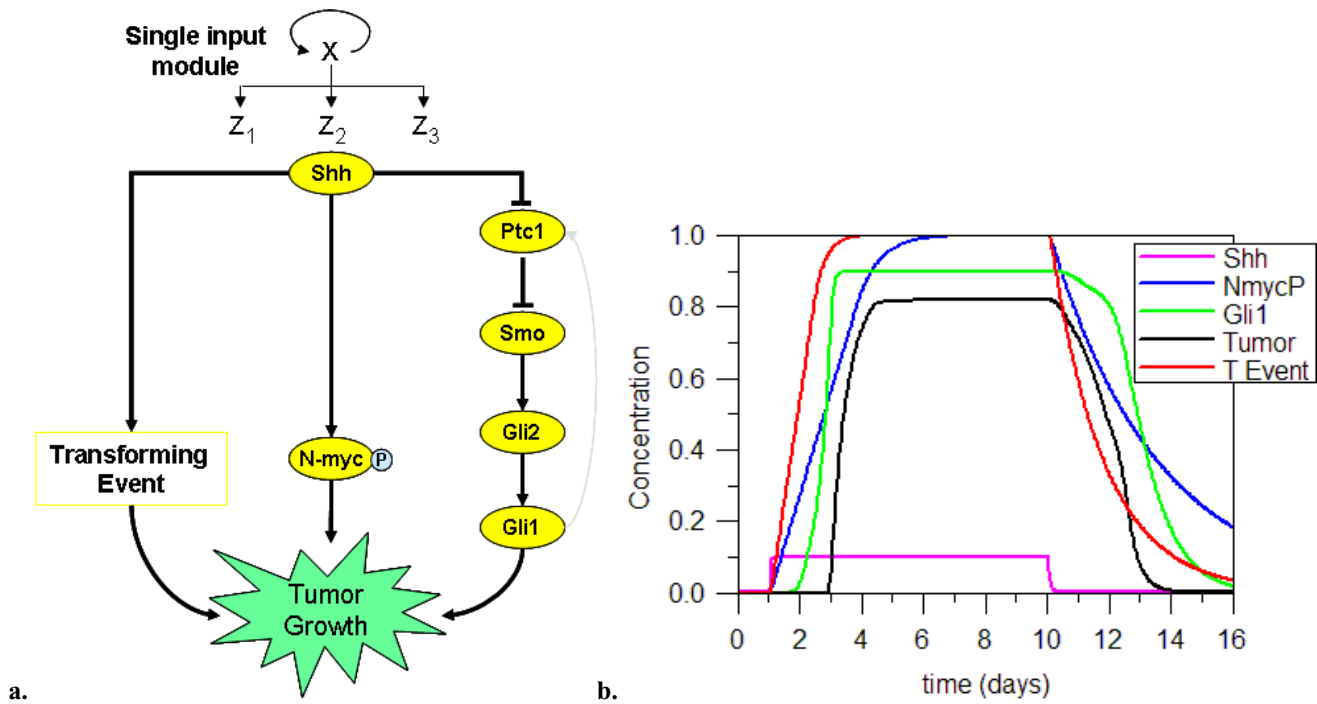 Single input
module
X
Z1 Z2 Z3
Shh
Ptc1
Smo
Gli2
Transforming
Event
N-myc P
Gli1
Tumor
Growth
a.
1.0
0.8
0.6
0.4
0.2
0.0
Concentration
0 2 4 6 8 10 12 14 16
time (days)
Shh
NmycP
Gli1
Tumor
T Event
b.